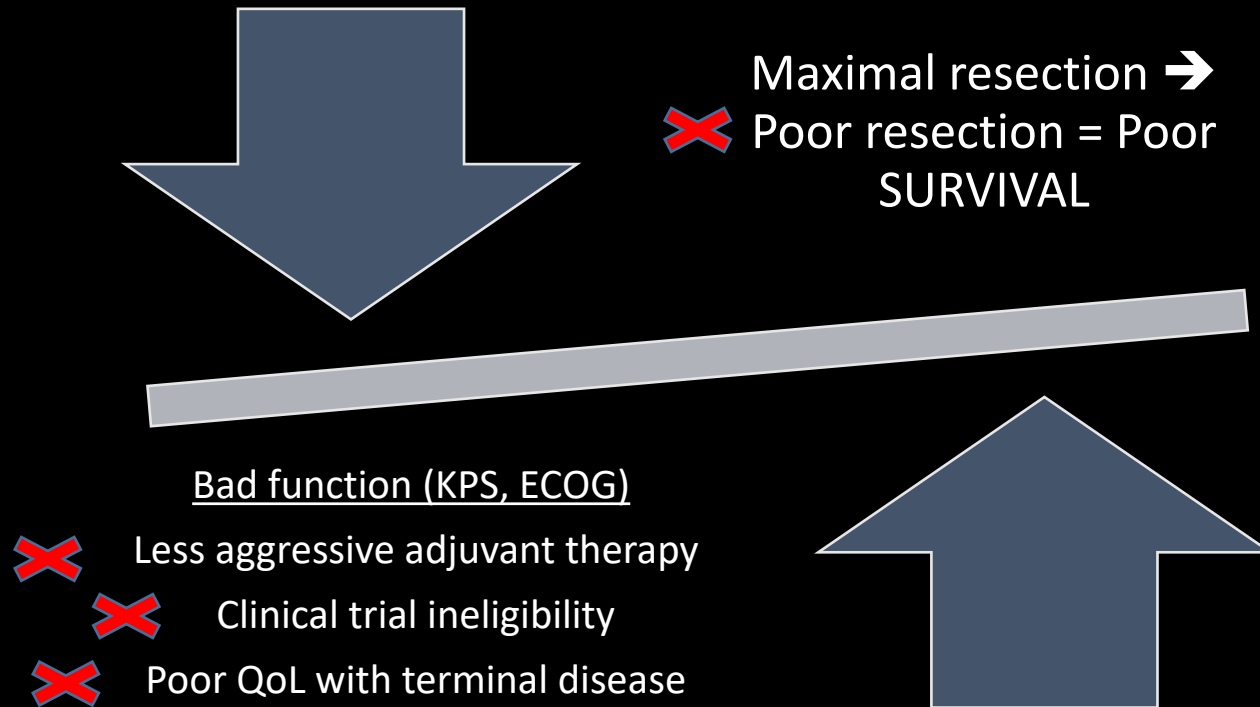 Maximal resection ➔
Poor resection = Poor
SURVIVAL
Bad function (KPS, ECOG)
Less aggressive adjuvant therapy
Clinical trial ineligibility
Poor QoL with terminal disease